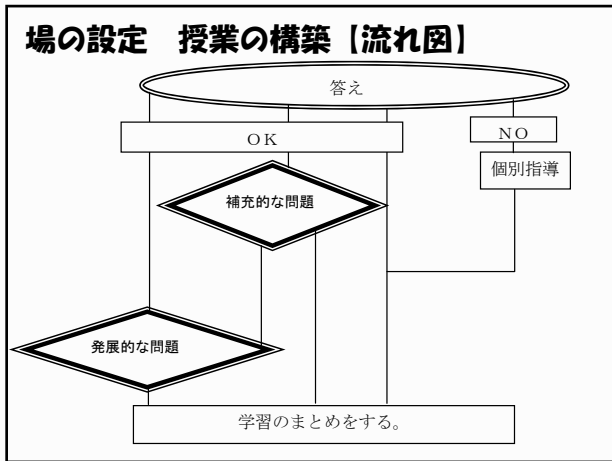 場の設定　授業の構築【流れ図】
答え
ＯＫ
ＮＯ
個別指導
補充的な問題
発展的な問題
学習のまとめをする。